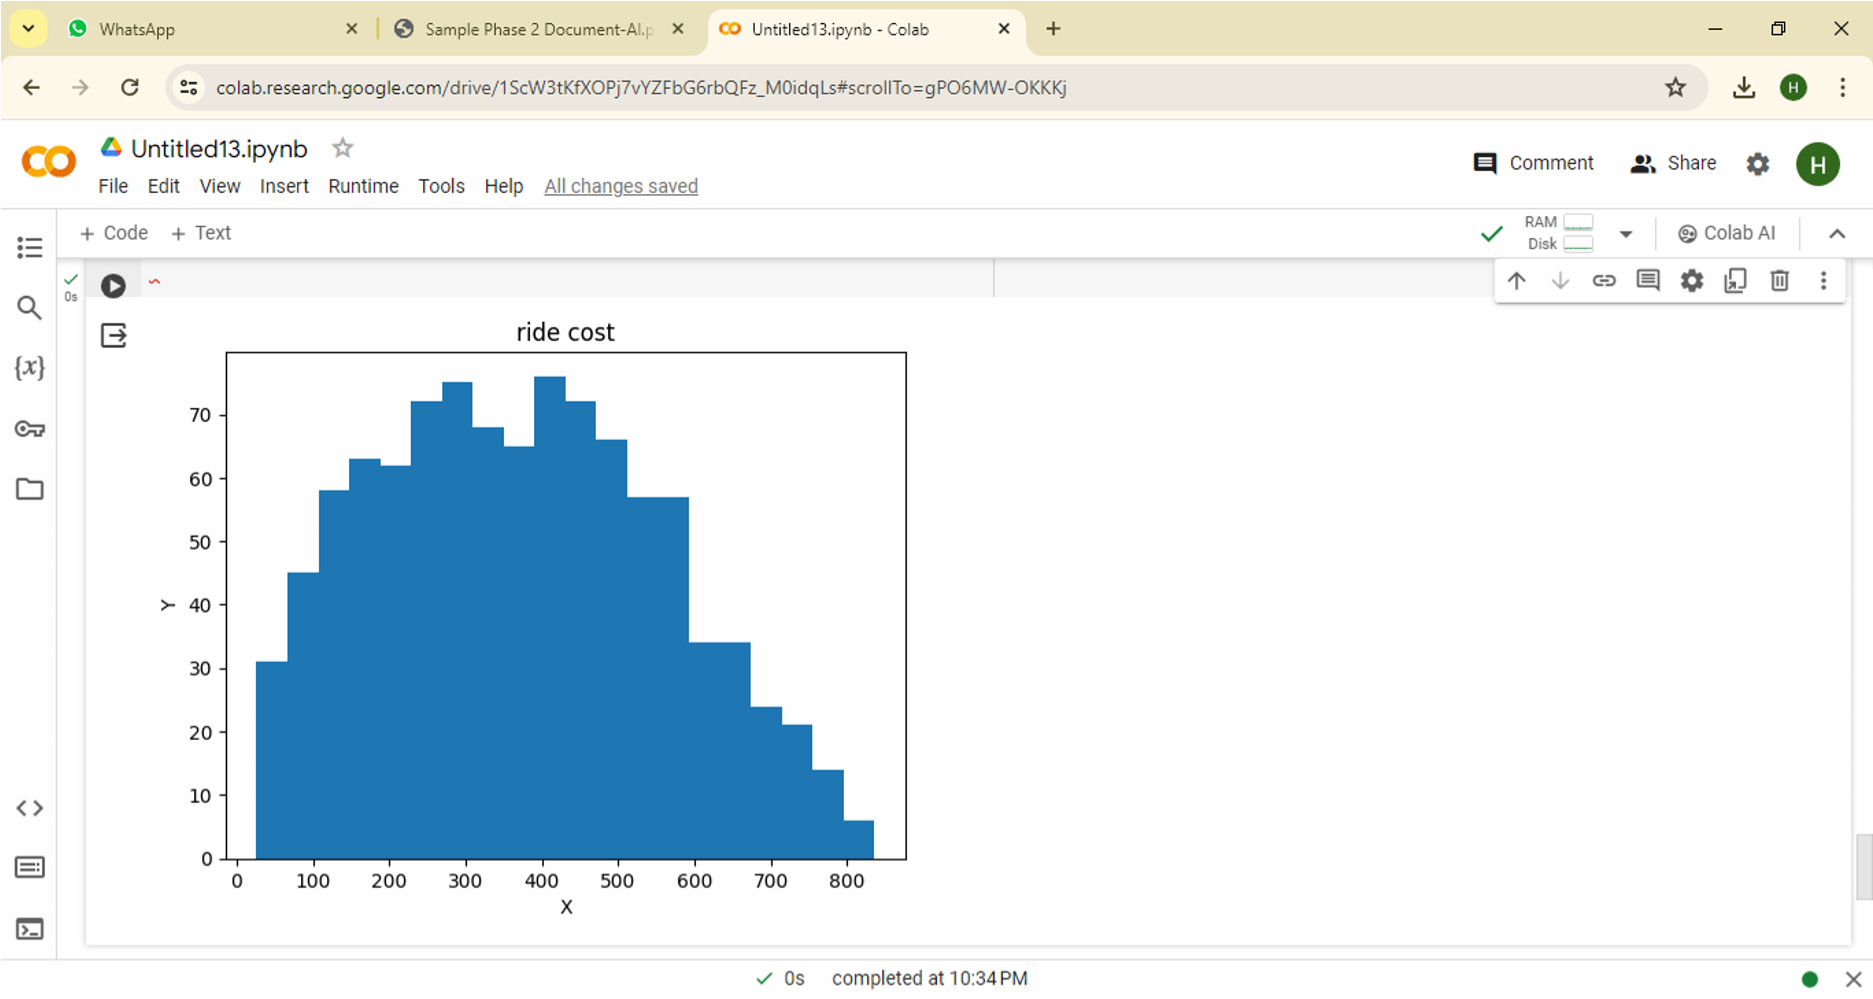 WhatsApp
Sample Phase 2 Document-AI.p
Untitled13.ipynb - Colab
colab.research.google.com/drive/1ScW3tKfXOPj7vYZFbG6rbQFz_M0idqLs#scrollTo=gPO6MW-OKKKj
H
Untitled13.ipynb
Comment
Share
H
File Edit View Insert Runtime Tools Help All changes saved
+ Code + Text
RAM
Disk
Colab AI
0s
{x}
ride cost
70
60
50
Y
40
30
20
10
0
0 100 200 300 400 500 600 700 800
X
0s completed at 10:34 PM